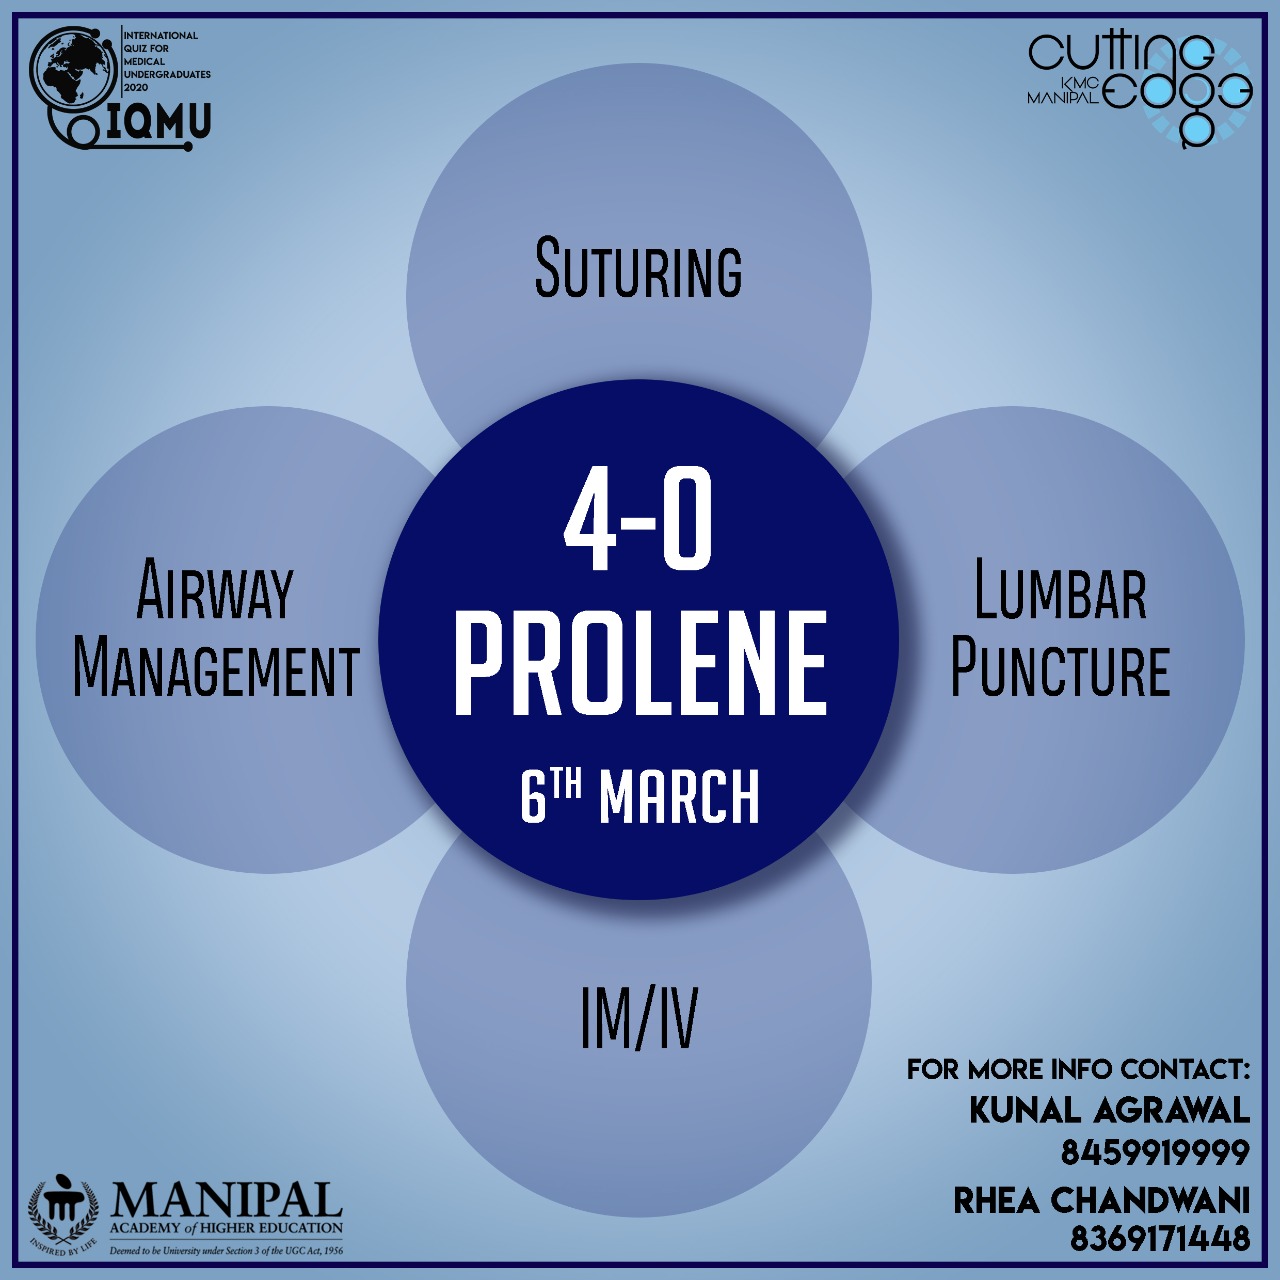 INTERNATIONAL
QUIZ FOR
MEDICAL
UNDERGRADUATES
2020
IQMU
cutting
KMC
MANIPAL
edge
SUTURING
4-0
PROLENE
6TH MARCH
AIRWAY
MANAGEMENT
LUMBAR
PUNCTURE
IM/IV
FOR MORE INFO CONTACT:
KUNAL AGRAWAL
8459919999
RHEA CHANDWANI
8369171448
INSPIRED BY LIFE
MANIPAL
ACADEMY of HIGHER EDUCATION
Deemed to be University under Section 3 of the UGC Act, 1956